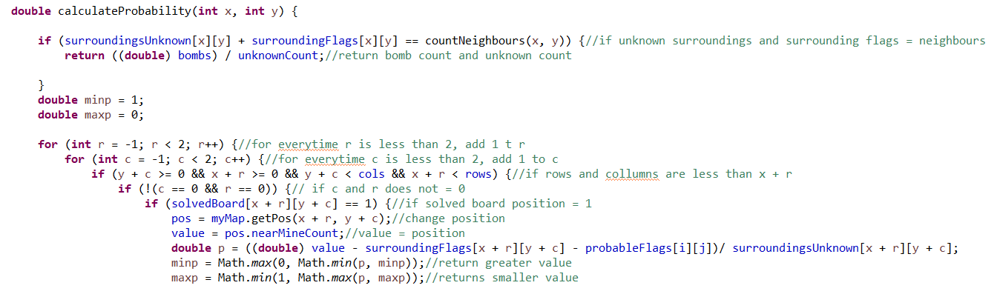 double calculateProbability(int x, int y) {
if (surroundingsUnknown[x][y] + surroundingFlags[x][y] == countNeighbours(x, y)) {//if unknown surroundings and surrounding flags = neighbours
return ((double) bombs) / unknownCount;//return bomb count and unknown count
}
double minp = 1;
double maxp = 0;
for (int r = -1; r < 2; r++) {//for everytime r is less than 2, add 1 t r
for (int c = -1; c < 2; c++) {//for everytime c is less than 2, add 1 to c
if (y + c >= 0 && x + r >= 0 && y + c < cols && x + r < rows) {//if rows and collumns are less than x + r
if (!(c == 0 && r == 0)) {// if c and r does not = 0
if (solvedBoard[x + r][y + c] == 1) {//if solved board position = 1
pos = myMap.getPos(x + r, y + c);//change position
value = pos.nearMineCount;//value = position
double p = ((double) value - surroundingFlags[x + r][y + c] - probableFlags[i][j])/ surroundingsUnknown[x + r][y + c];
minp = Math.max(0, Math.min(p, minp));//return greater value
maxp = Math.min(1, Math.max(p, maxp));//returns smaller value